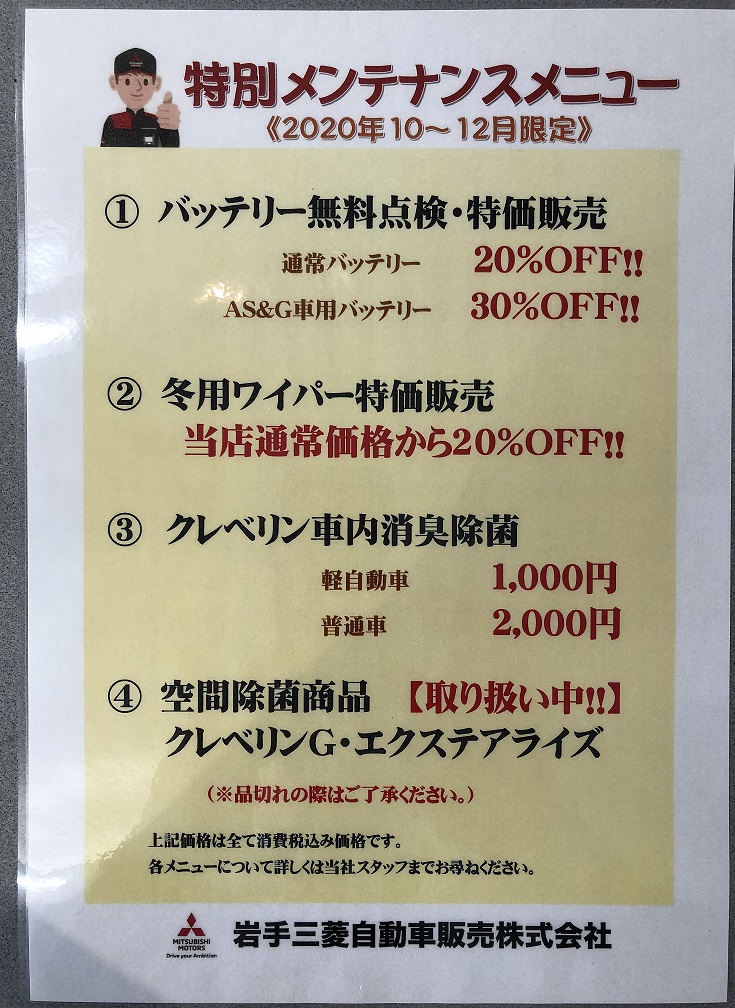 特別メンテナンスメニュー
《2020年10～12月限定》
① バッテリー無料点検・特価販売
通常バッテリー 20%OFF!!
AS&G車用バッテリー 30%OFF!!
② 冬用ワイパー特価販売
当店通常価格から20%OFF!!
③ クレベリン車内消臭除菌
軽自動車 1,000円
普通車 2,000円
④ 空間除菌商品 【取り扱い中!!】
クレベリンG・エクステアライズ
（※品切れの際はご了承ください。）
上記価格は全て消費税込み価格です。
各メニューについて詳しくは当社スタッフまでお尋ねください。
MITSUBISHI
MOTORS
Drive your Ambition
岩手三菱自動車販売株式会社